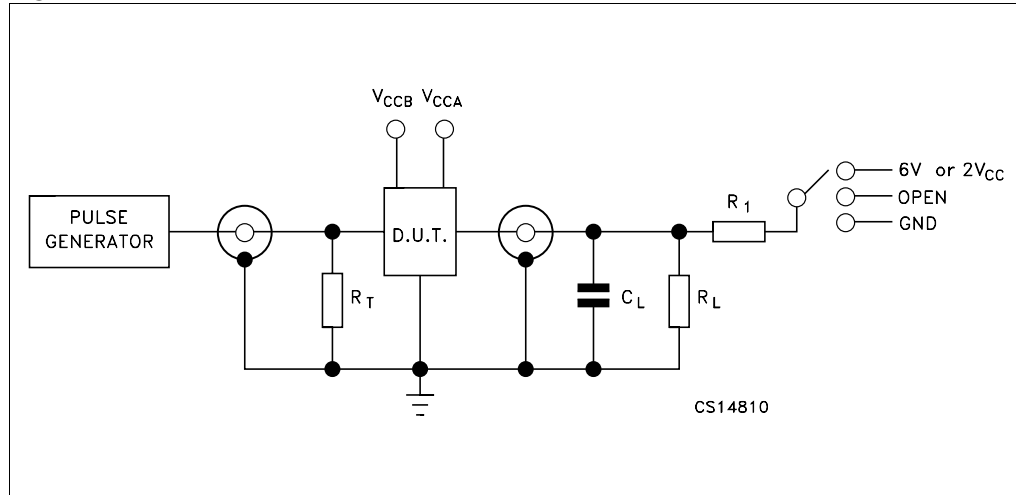 VCCB VCCA
6V or 2VCC
OPEN
GND
R1
PULSE
GENERATOR
D.U.T.
RT
CL
RL
CS14810